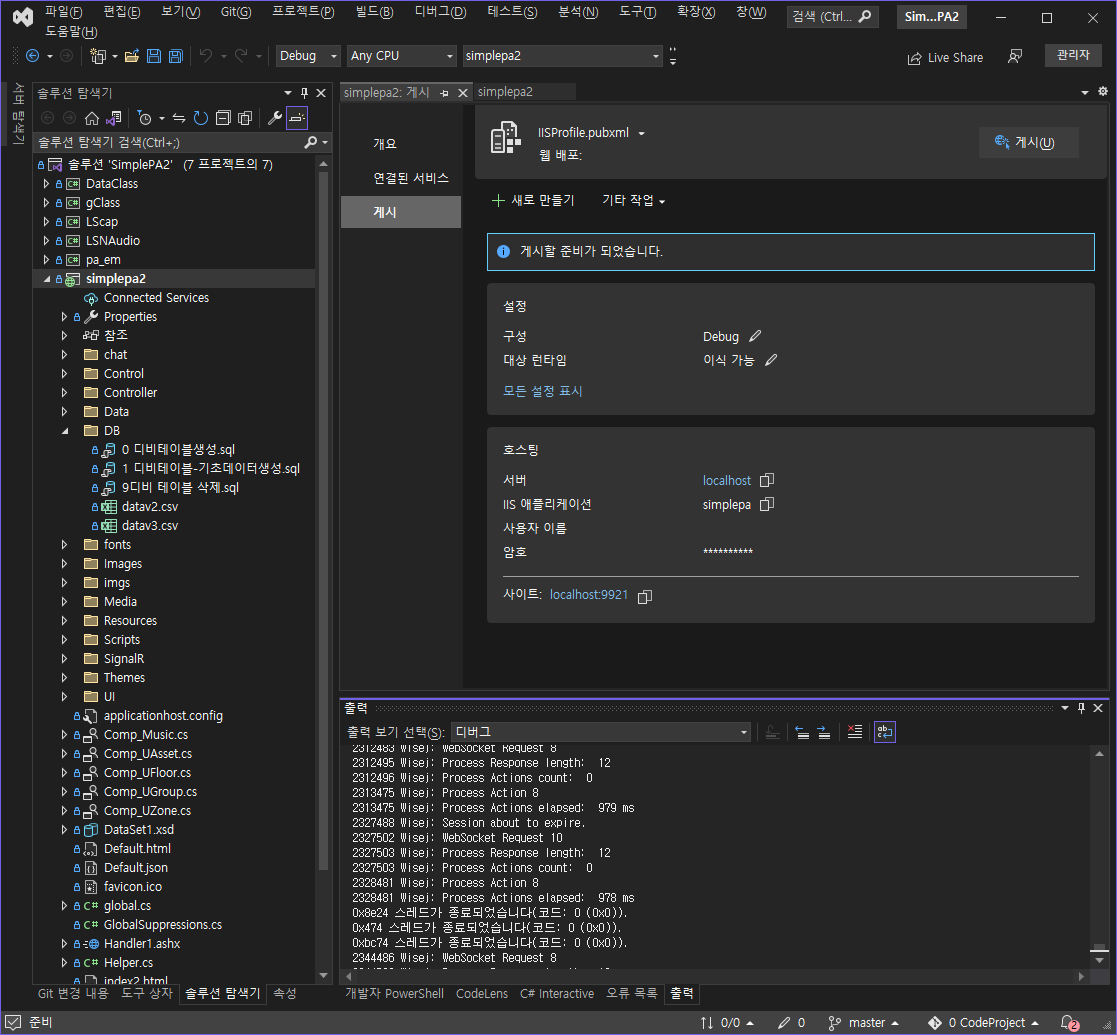 파일(F) 편집(E) 보기(V) Git(G) 프로젝트(P) 빌드(B) 디버그(D) 테스트(S) 분석(N) 도구(T) 확장(X) 창(W) 검색 (Ctrl... Sim...PA2
도움말(H)
Debug Any CPU simplepa2 Live Share 관리자
서버 탐색기
솔루션 탐색기
솔루션 탐색기 검색(Ctrl+;)
솔루션 'SimplePA2' (7 프로젝트의 7)
DataClass
gClass
LScap
LSNAudio
pa_em
simplepa2
Connected Services
Properties
참조
chat
Control
Controller
Data
DB
0 디비테이블생성.sql
1 디비테이블-기초데이터생성.sql
9디비 테이블 삭제.sql
datav2.csv
datav3.csv
fonts
Images
imgs
Media
Resources
Scripts
SignalR
Themes
UI
applicationhost.config
Comp_Music.cs
Comp_UAsset.cs
Comp_UFloor.cs
Comp_UGroup.cs
Comp_UZone.cs
DataSet1.xsd
Default.html
Default.json
favicon.ico
global.cs
GlobalSuppressions.cs
Handler1.ashx
Helper.cs
index2.html
Git 변경 내용 도구 상자 솔루션 탐색기 속성
simplepa2: 게시 simplepa2
개요
연결된 서비스
게시
IISProfile.pubxml
웹 배포:
게시(U)
새로 만들기 기타 작업
게시할 준비가 되었습니다.
설정
구성 Debug
대상 런타임 이식 가능
모든 설정 표시
호스팅
서버 localhost
IIS 애플리케이션 simplepa
사용자 이름
암호 **********
사이트: localhost:9921
출력
출력 보기 선택(S): 디버그
2312483 Wisej: WebSocket Request 8
2312495 Wisej: Process Response length: 12
2312496 Wisej: Process Actions count: 0
2313475 Wisej: Process Action 8
2313475 Wisej: Process Actions elapsed: 979 ms
2327488 Wisej: Session about to expire.
2327502 Wisej: WebSocket Request 10
2327503 Wisej: Process Response length: 12
2327503 Wisej: Process Actions count: 0
2328481 Wisej: Process Action 8
2328481 Wisej: Process Actions elapsed: 978 ms
0x8e24 스레드가 종료되었습니다(코드: 0 (0x0)).
0x474 스레드가 종료되었습니다(코드: 0 (0x0)).
0xbc74 스레드가 종료되었습니다(코드: 0 (0x0)).
2344486 Wisej: WebSocket Request 8
개발자 PowerShell CodeLens C# Interactive 오류 목록 출력
준비 0/0 0 master 0 CodeProject 2